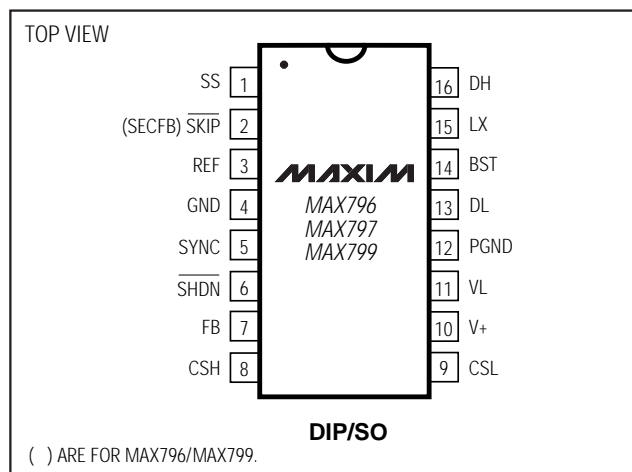 TOP VIEW
SS 1
(SECFB) SKIP 2
REF 3
GND 4
SYNC 5
SHDN 6
FB 7
CSH 8
16 DH
15 LX
14 BST
13 DL
12 PGND
11 VL
10 V+
9 CSL
MAXIM
MAX796
MAX797
MAX799
DIP/SO
( ) ARE FOR MAX796/MAX799.